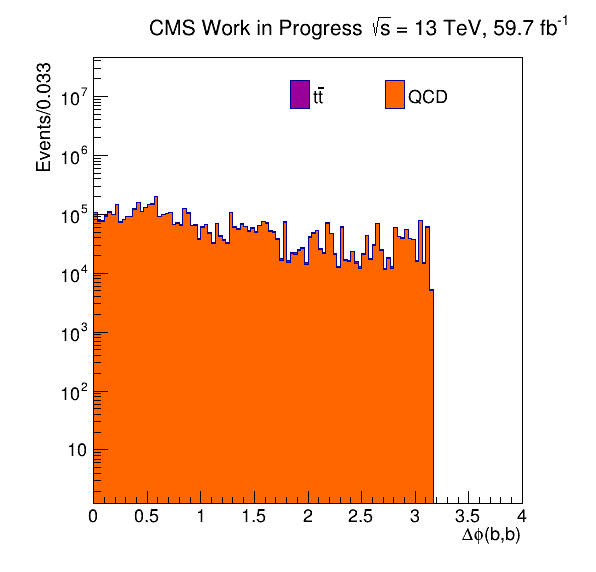 CMS Work in Progress √s = 13 TeV, 59.7 fb⁻¹
Events/0.033
tt̅ QCD
10⁷
10⁶
10⁵
10⁴
10³
10²
10
0 0.5 1 1.5 2 2.5 3 3.5 4
Δϕ(b,b)